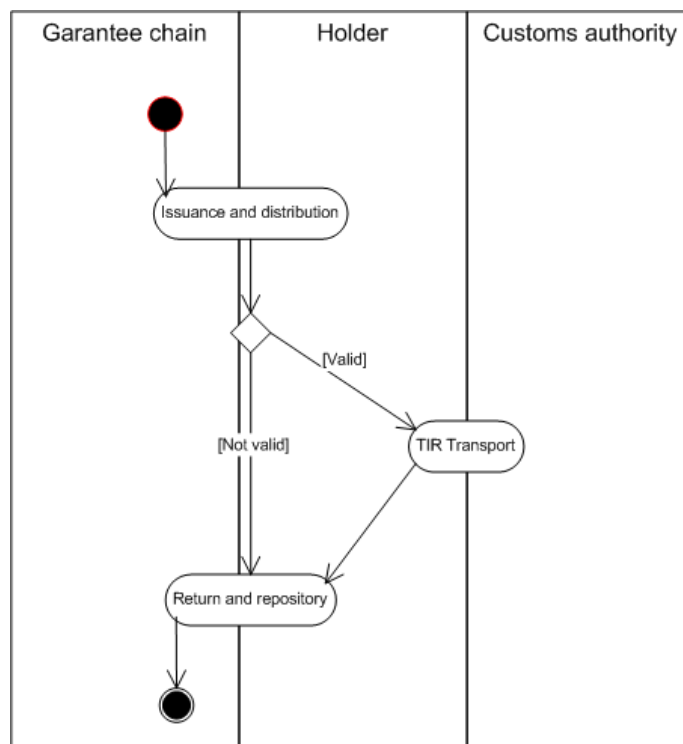 Garantee chain
Holder
Customs authority
Issuance and distribution
[Valid]
[Not valid]
TIR Transport
Return and repository